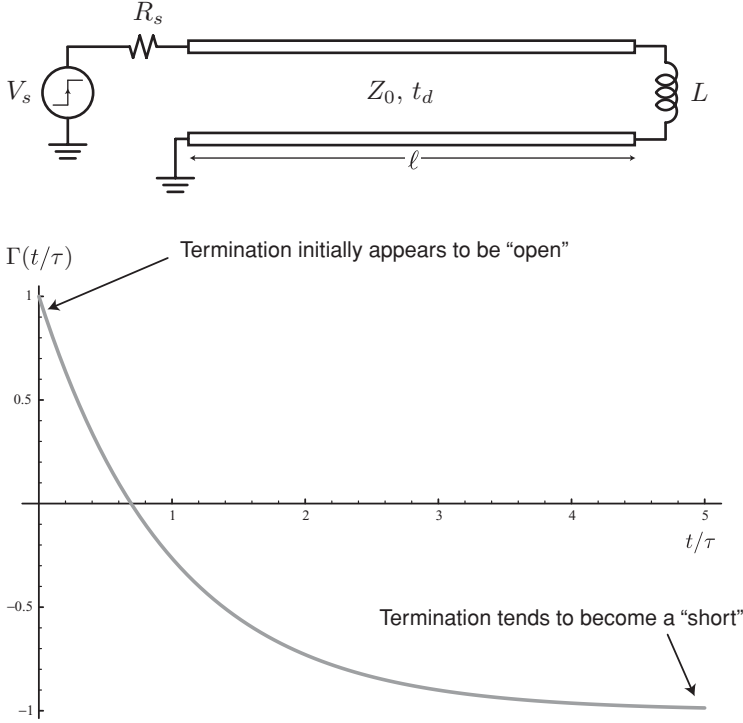 R_s
V_s
Z_0, t_d
L
ℓ
Γ(t/τ)
Termination initially appears to be “open”
1
0.5
1 2 3 4 5
t/τ
−0.5
Termination tends to become a “short”
−1